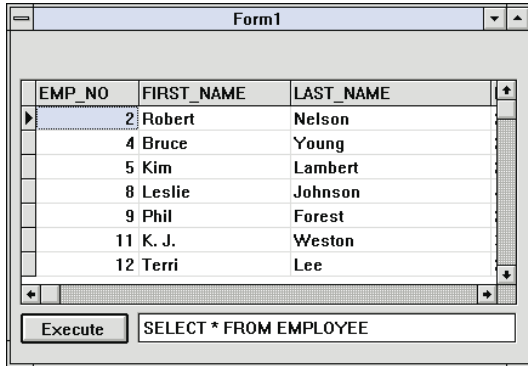 Form1
EMP_NO FIRST_NAME LAST_NAME
2 Robert Nelson
4 Bruce Young
5 Kim Lambert
8 Leslie Johnson
9 Phil Forest
11 K. J. Weston
12 Terri Lee
Execute SELECT * FROM EMPLOYEE